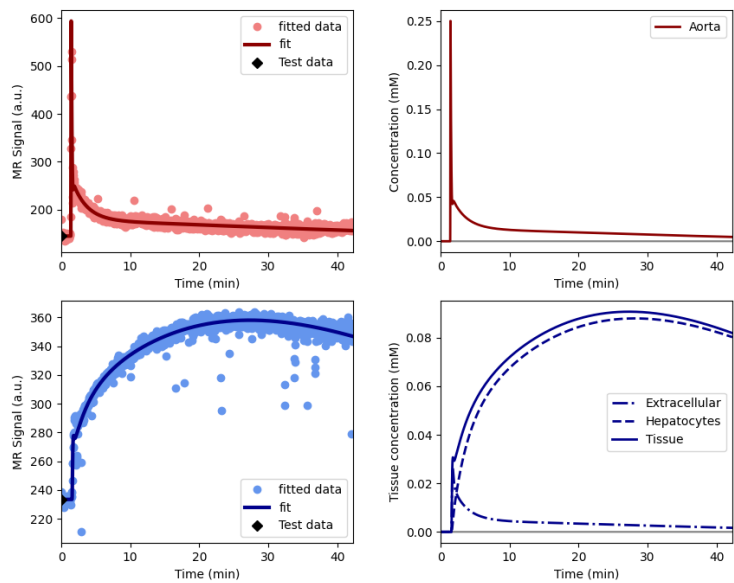 600
500
400
300
200
MR Signal (a.u.)
0
10
20
30
40
Time (min)
fitted data
fit
Test data
0.25
0.20
0.15
0.10
0.05
0.00
Concentration (mM)
0
10
20
30
40
Time (min)
Aorta
360
340
320
300
280
260
240
220
MR Signal (a.u.)
0
10
20
30
40
Time (min)
fitted data
fit
Test data
0.08
0.06
0.04
0.02
0.00
Tissue concentration (mM)
0
10
20
30
40
Time (min)
Extracellular
Hepatocytes
Tissue